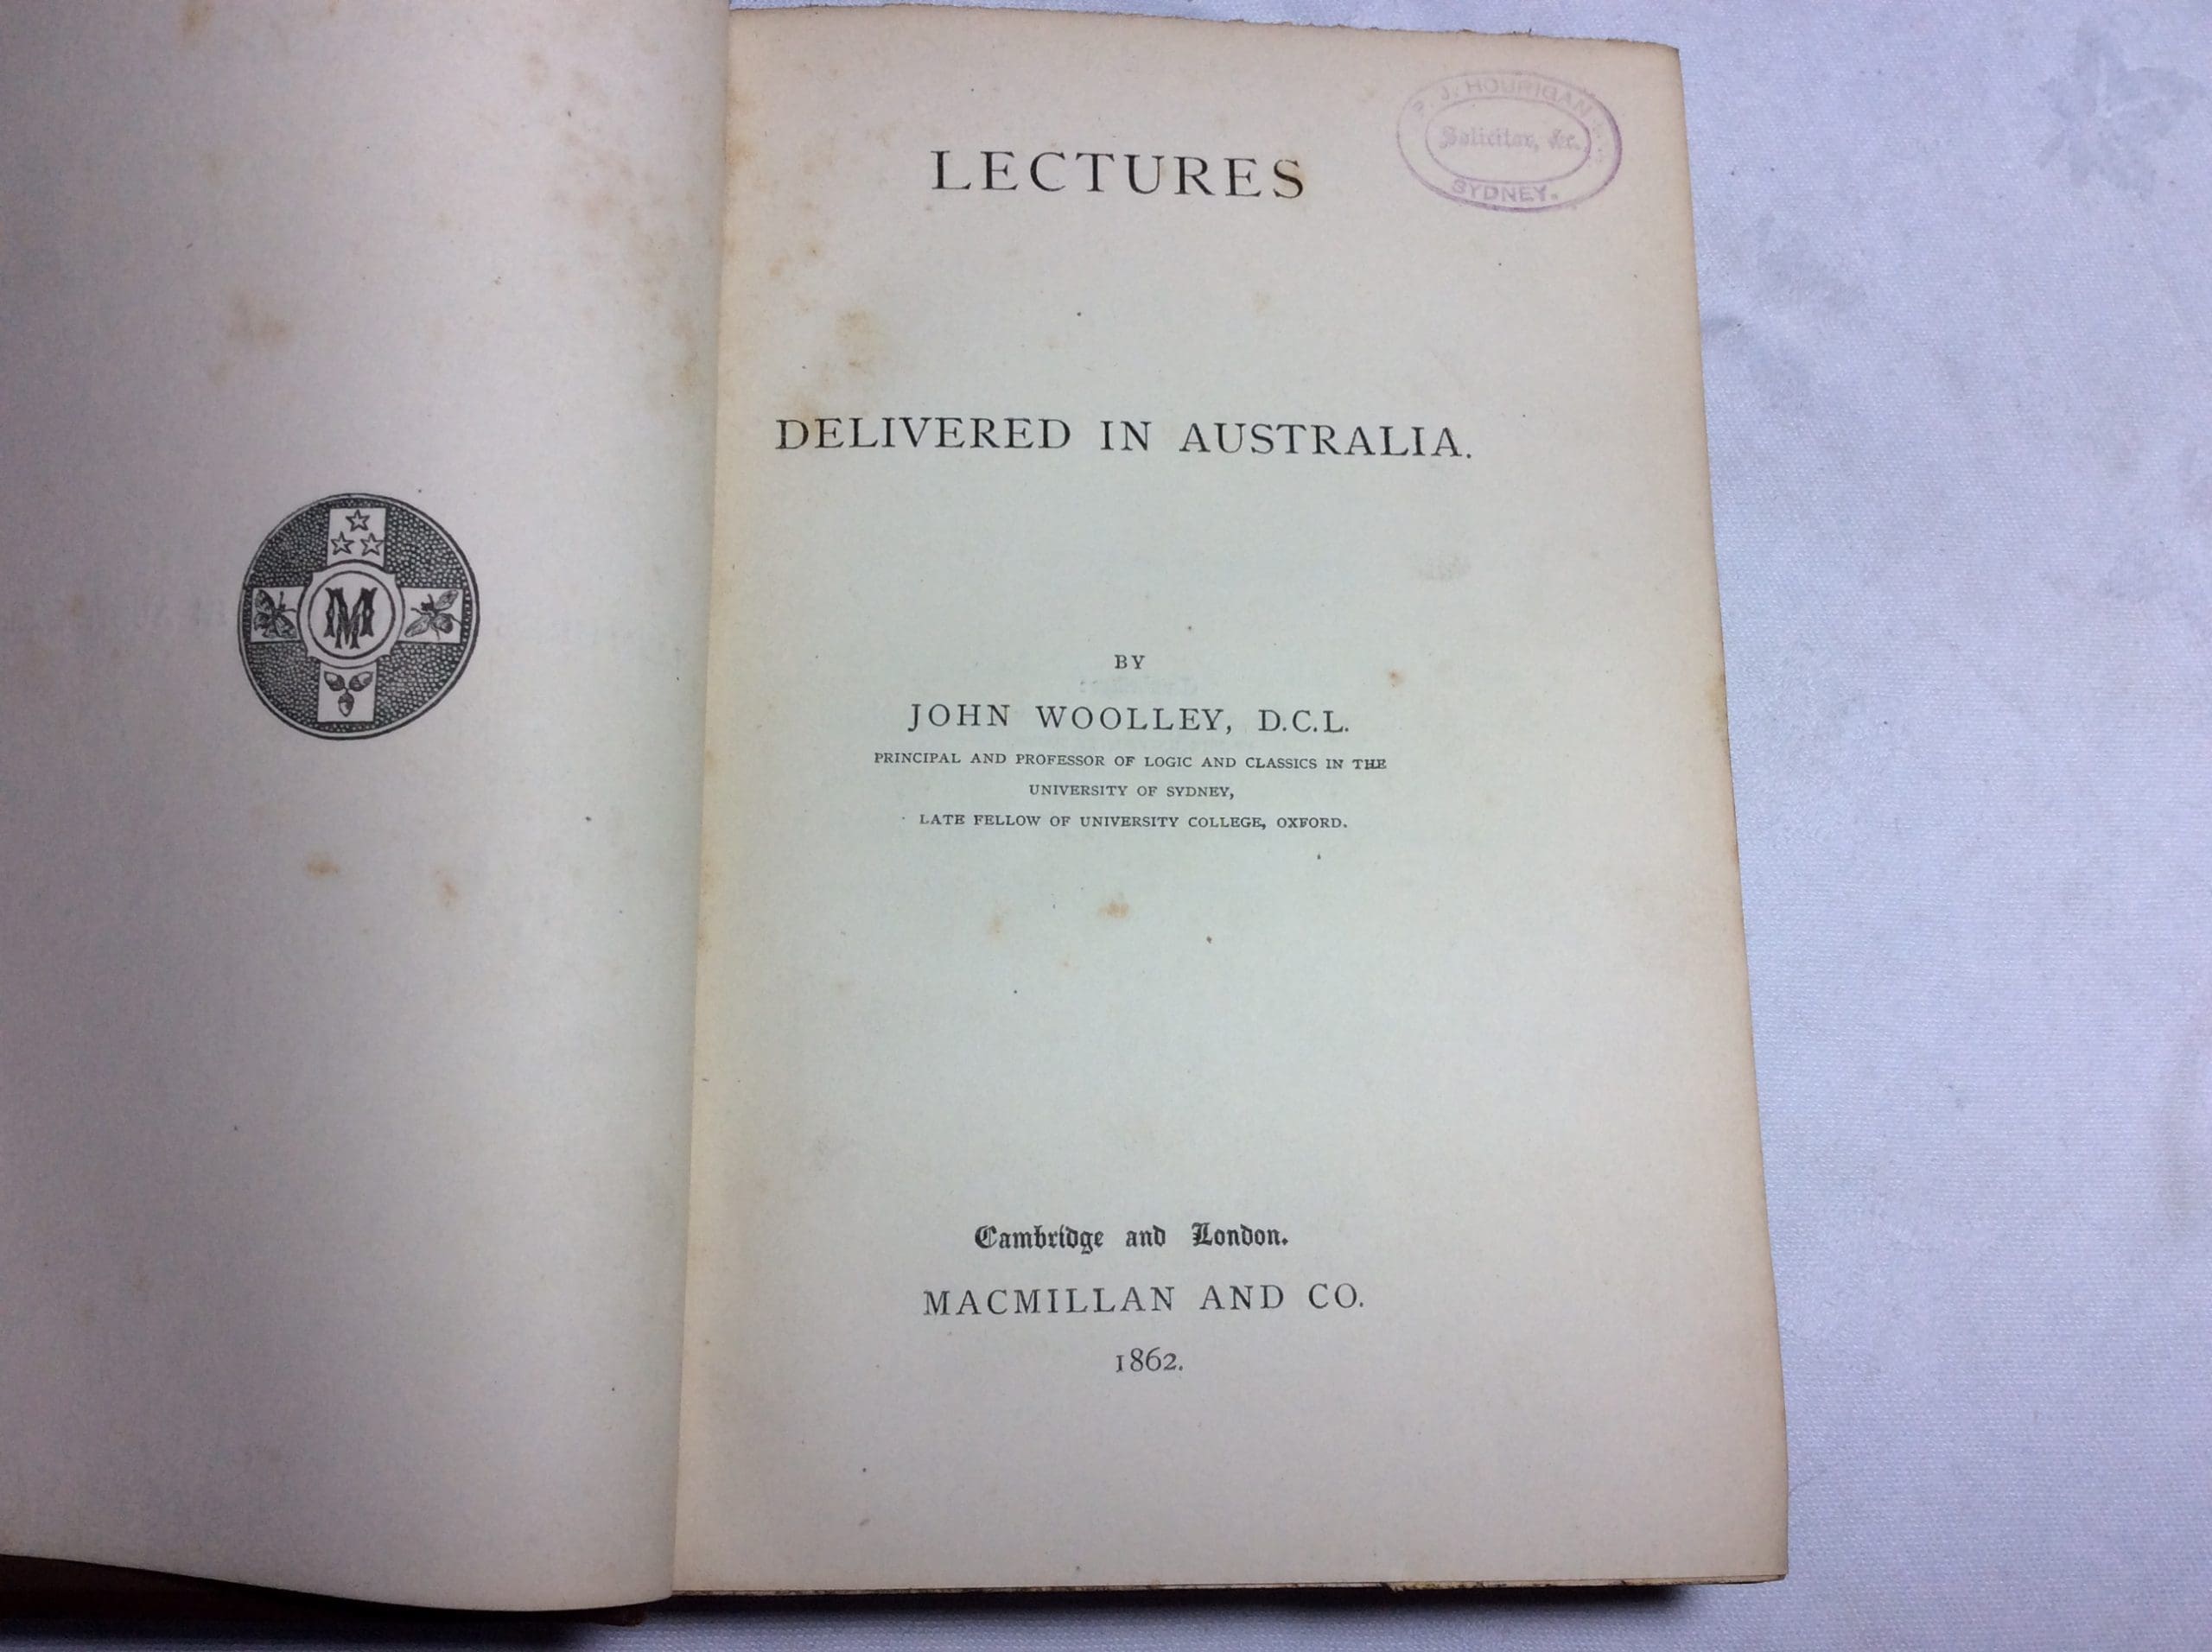 M
P. J. HOURIGAN
Solicitor, &c.
SYDNEY.
LECTURES
DELIVERED IN AUSTRALIA.
BY
JOHN WOOLLEY, D.C.L.
PRINCIPAL AND PROFESSOR OF LOGIC AND CLASSICS IN THE
UNIVERSITY OF SYDNEY,
LATE FELLOW OF UNIVERSITY COLLEGE, OXFORD.
Cambridge and London.
MACMILLAN AND CO.
1862.